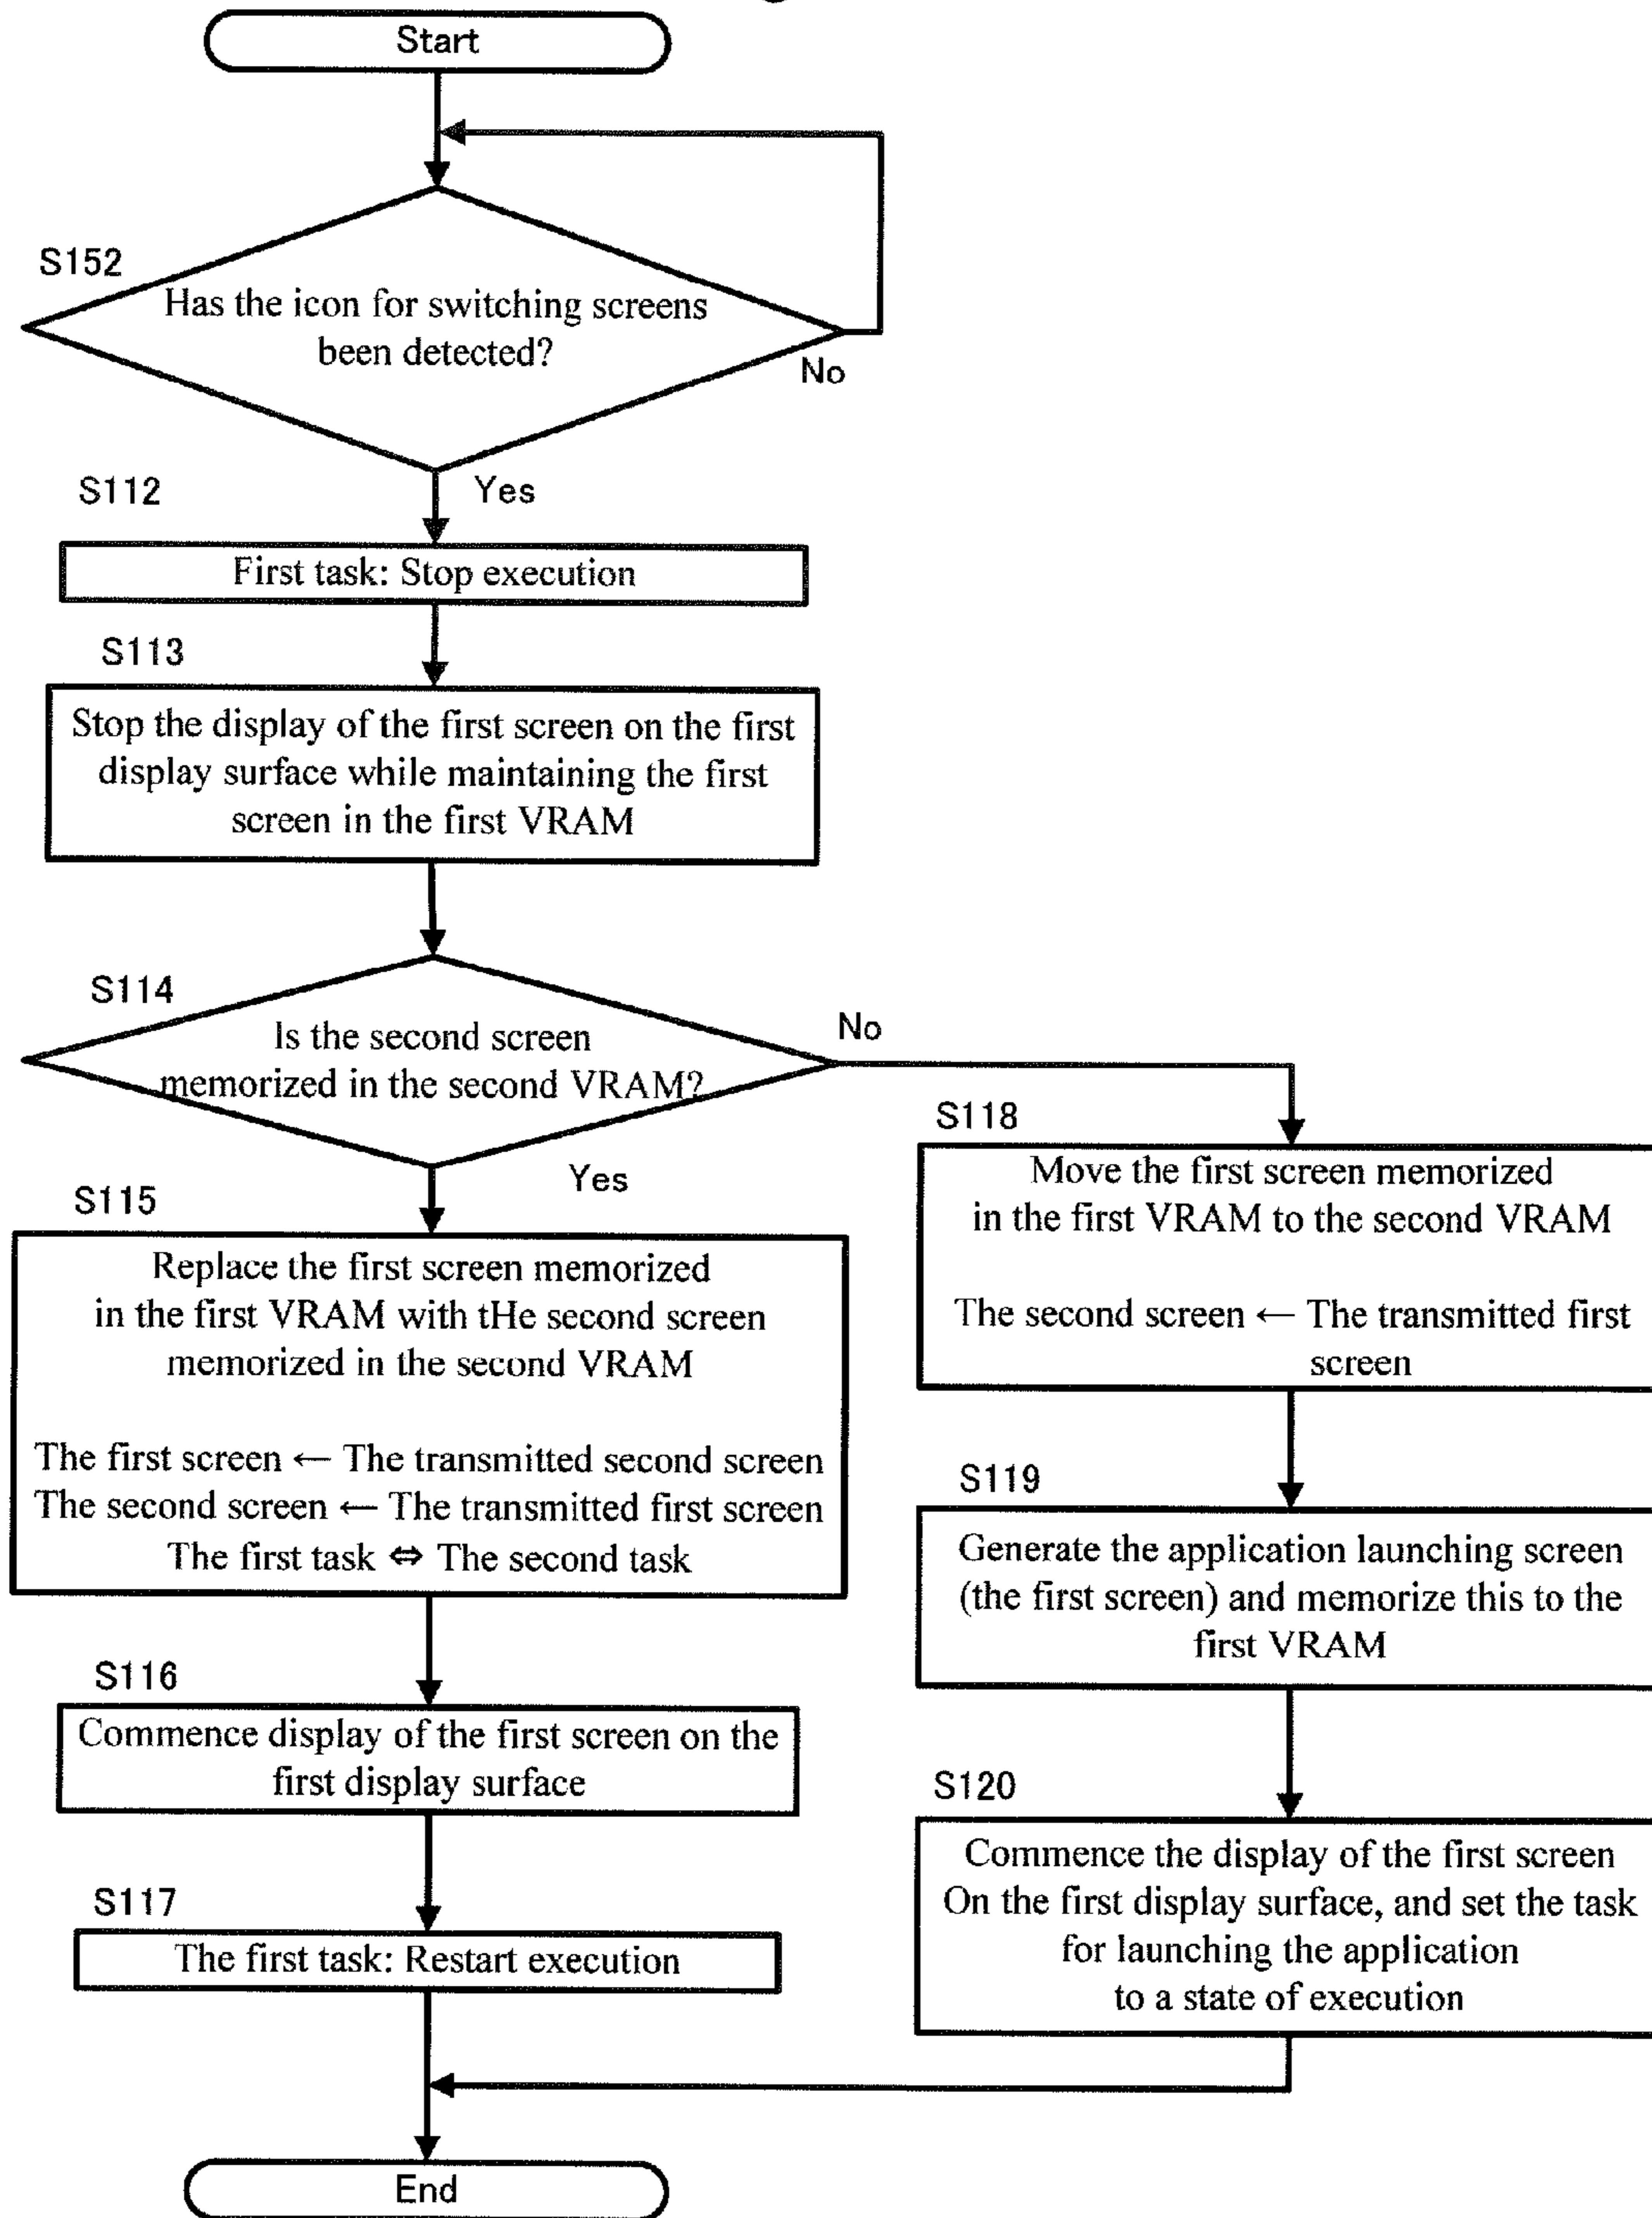 Start
S152
Has the icon for switching screens
been detected?
No
S112
Yes
First task: Stop execution
S113
Stop the display of the first screen on the first
display surface while maintaining the first
screen in the first VRAM
S114
Is the second screen
memorized in the second VRAM?
No
Yes
S115
Replace the first screen memorized
in the first VRAM with tHe second screen
memorized in the second VRAM
The first screen ← The transmitted second screen
The second screen ← The transmitted first screen
The first task ⇔ The second task
S116
Commence display of the first screen on the
first display surface
S117
The first task: Restart execution
S118
Move the first screen memorized
in the first VRAM to the second VRAM
The second screen ← The transmitted first
screen
S119
Generate the application launching screen
(the first screen) and memorize this to the
first VRAM
S120
Commence the display of the first screen
On the first display surface, and set the task
for launching the application
to a state of execution
End